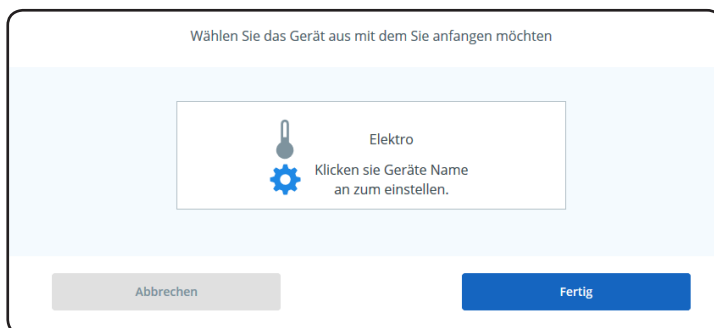 Wählen Sie das Gerät aus mit dem Sie anfangen möchten
Elektro
Klicken sie Geräte Name
an zum einstellen.
Abbrechen
Fertig